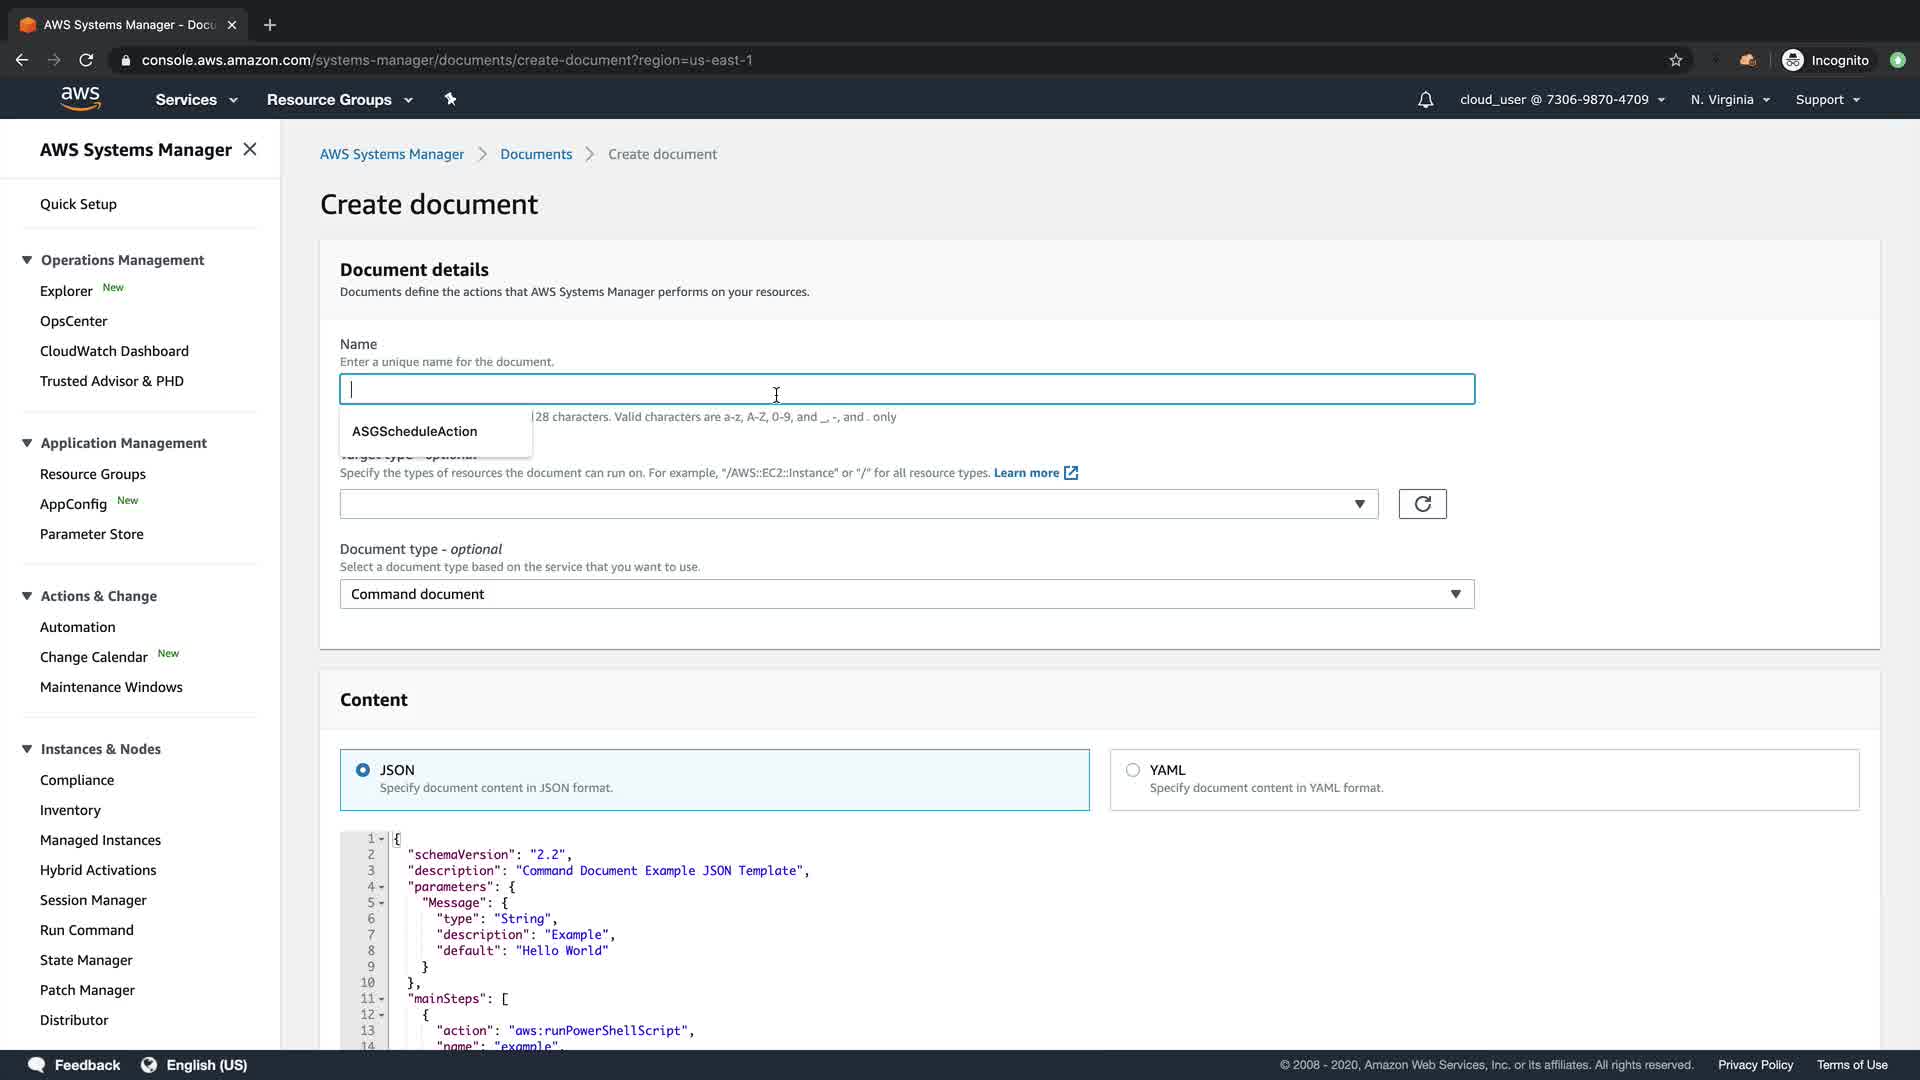 AWS Systems Manager - Docu
console.aws.amazon.com/systems-manager/documents/create-document?region=us-east-1
Incognito
aws
Services
Resource Groups
cloud_user @ 7306-9870-4709
N. Virginia
Support
AWS Systems Manager
Quick Setup
Operations Management
Explorer New
OpsCenter
CloudWatch Dashboard
Trusted Advisor & PHD
Application Management
Resource Groups
AppConfig New
Parameter Store
Actions & Change
Automation
Change Calendar New
Maintenance Windows
Instances & Nodes
Compliance
Inventory
Managed Instances
Hybrid Activations
Session Manager
Run Command
State Manager
Patch Manager
Distributor
AWS Systems Manager > Documents > Create document
Create document
Document details
Documents define the actions that AWS Systems Manager performs on your resources.
Name
Enter a unique name for the document.
28 characters. Valid characters are a-z, A-Z, 0-9, and _, -, and . only
ASGScheduleAction
Specify the types of resources the document can run on. For example, "/AWS::EC2::Instance" or "/" for all resource types. Learn more
Document type - optional
Select a document type based on the service that you want to use.
Command document
Content
JSON
Specify document content in JSON format.
YAML
Specify document content in YAML format.
1 {
2 "schemaVersion": "2.2",
3 "description": "Command Document Example JSON Template",
4 "parameters": {
5 "Message": {
6 "type": "String",
7 "description": "Example",
8 "default": "Hello World"
9 }
10 },
11 "mainSteps": [
12 {
13 "action": "aws:runPowerShellScript",
14 "name": "example",
Feedback
English (US)
© 2008 - 2020, Amazon Web Services, Inc. or its affiliates. All rights reserved.
Privacy Policy
Terms of Use